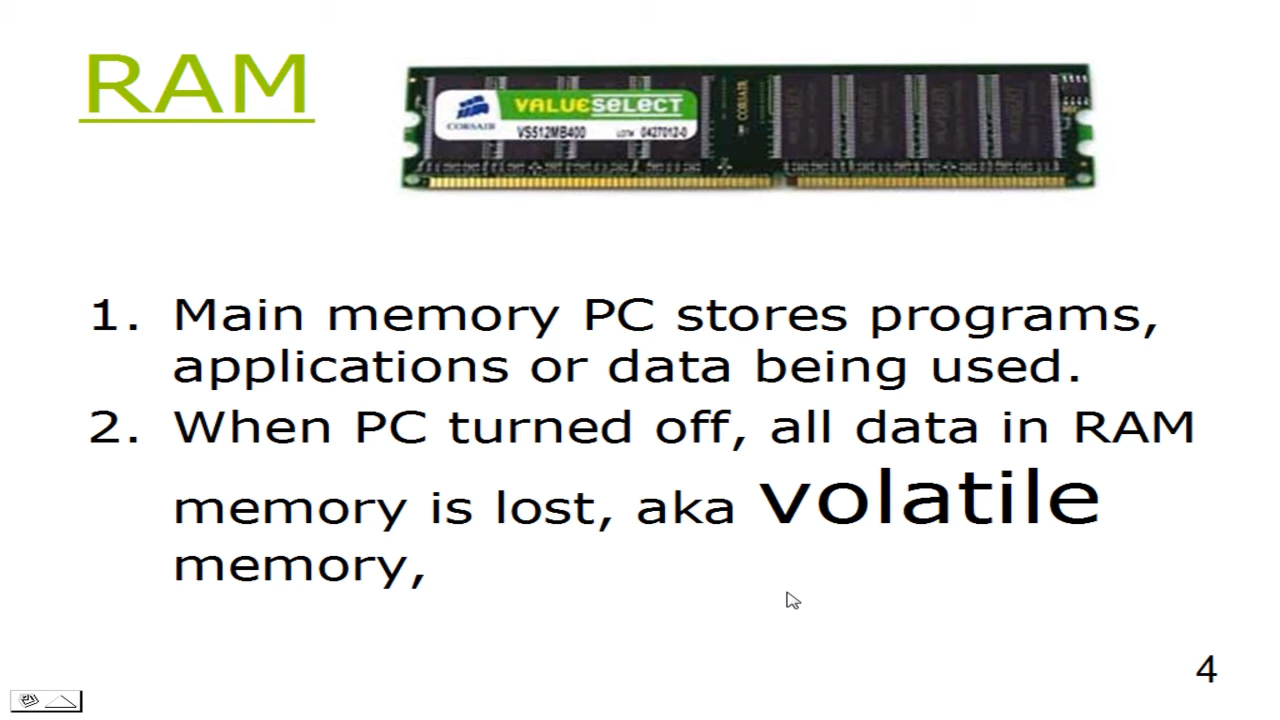 RAM
CORSAIR
VALUESELECT
VS512MB400 LOT# 0427012-0
CORSAIR
1. Main memory PC stores programs,
applications or data being used.
2. When PC turned off, all data in RAM
memory is lost, aka volatile
memory,
4